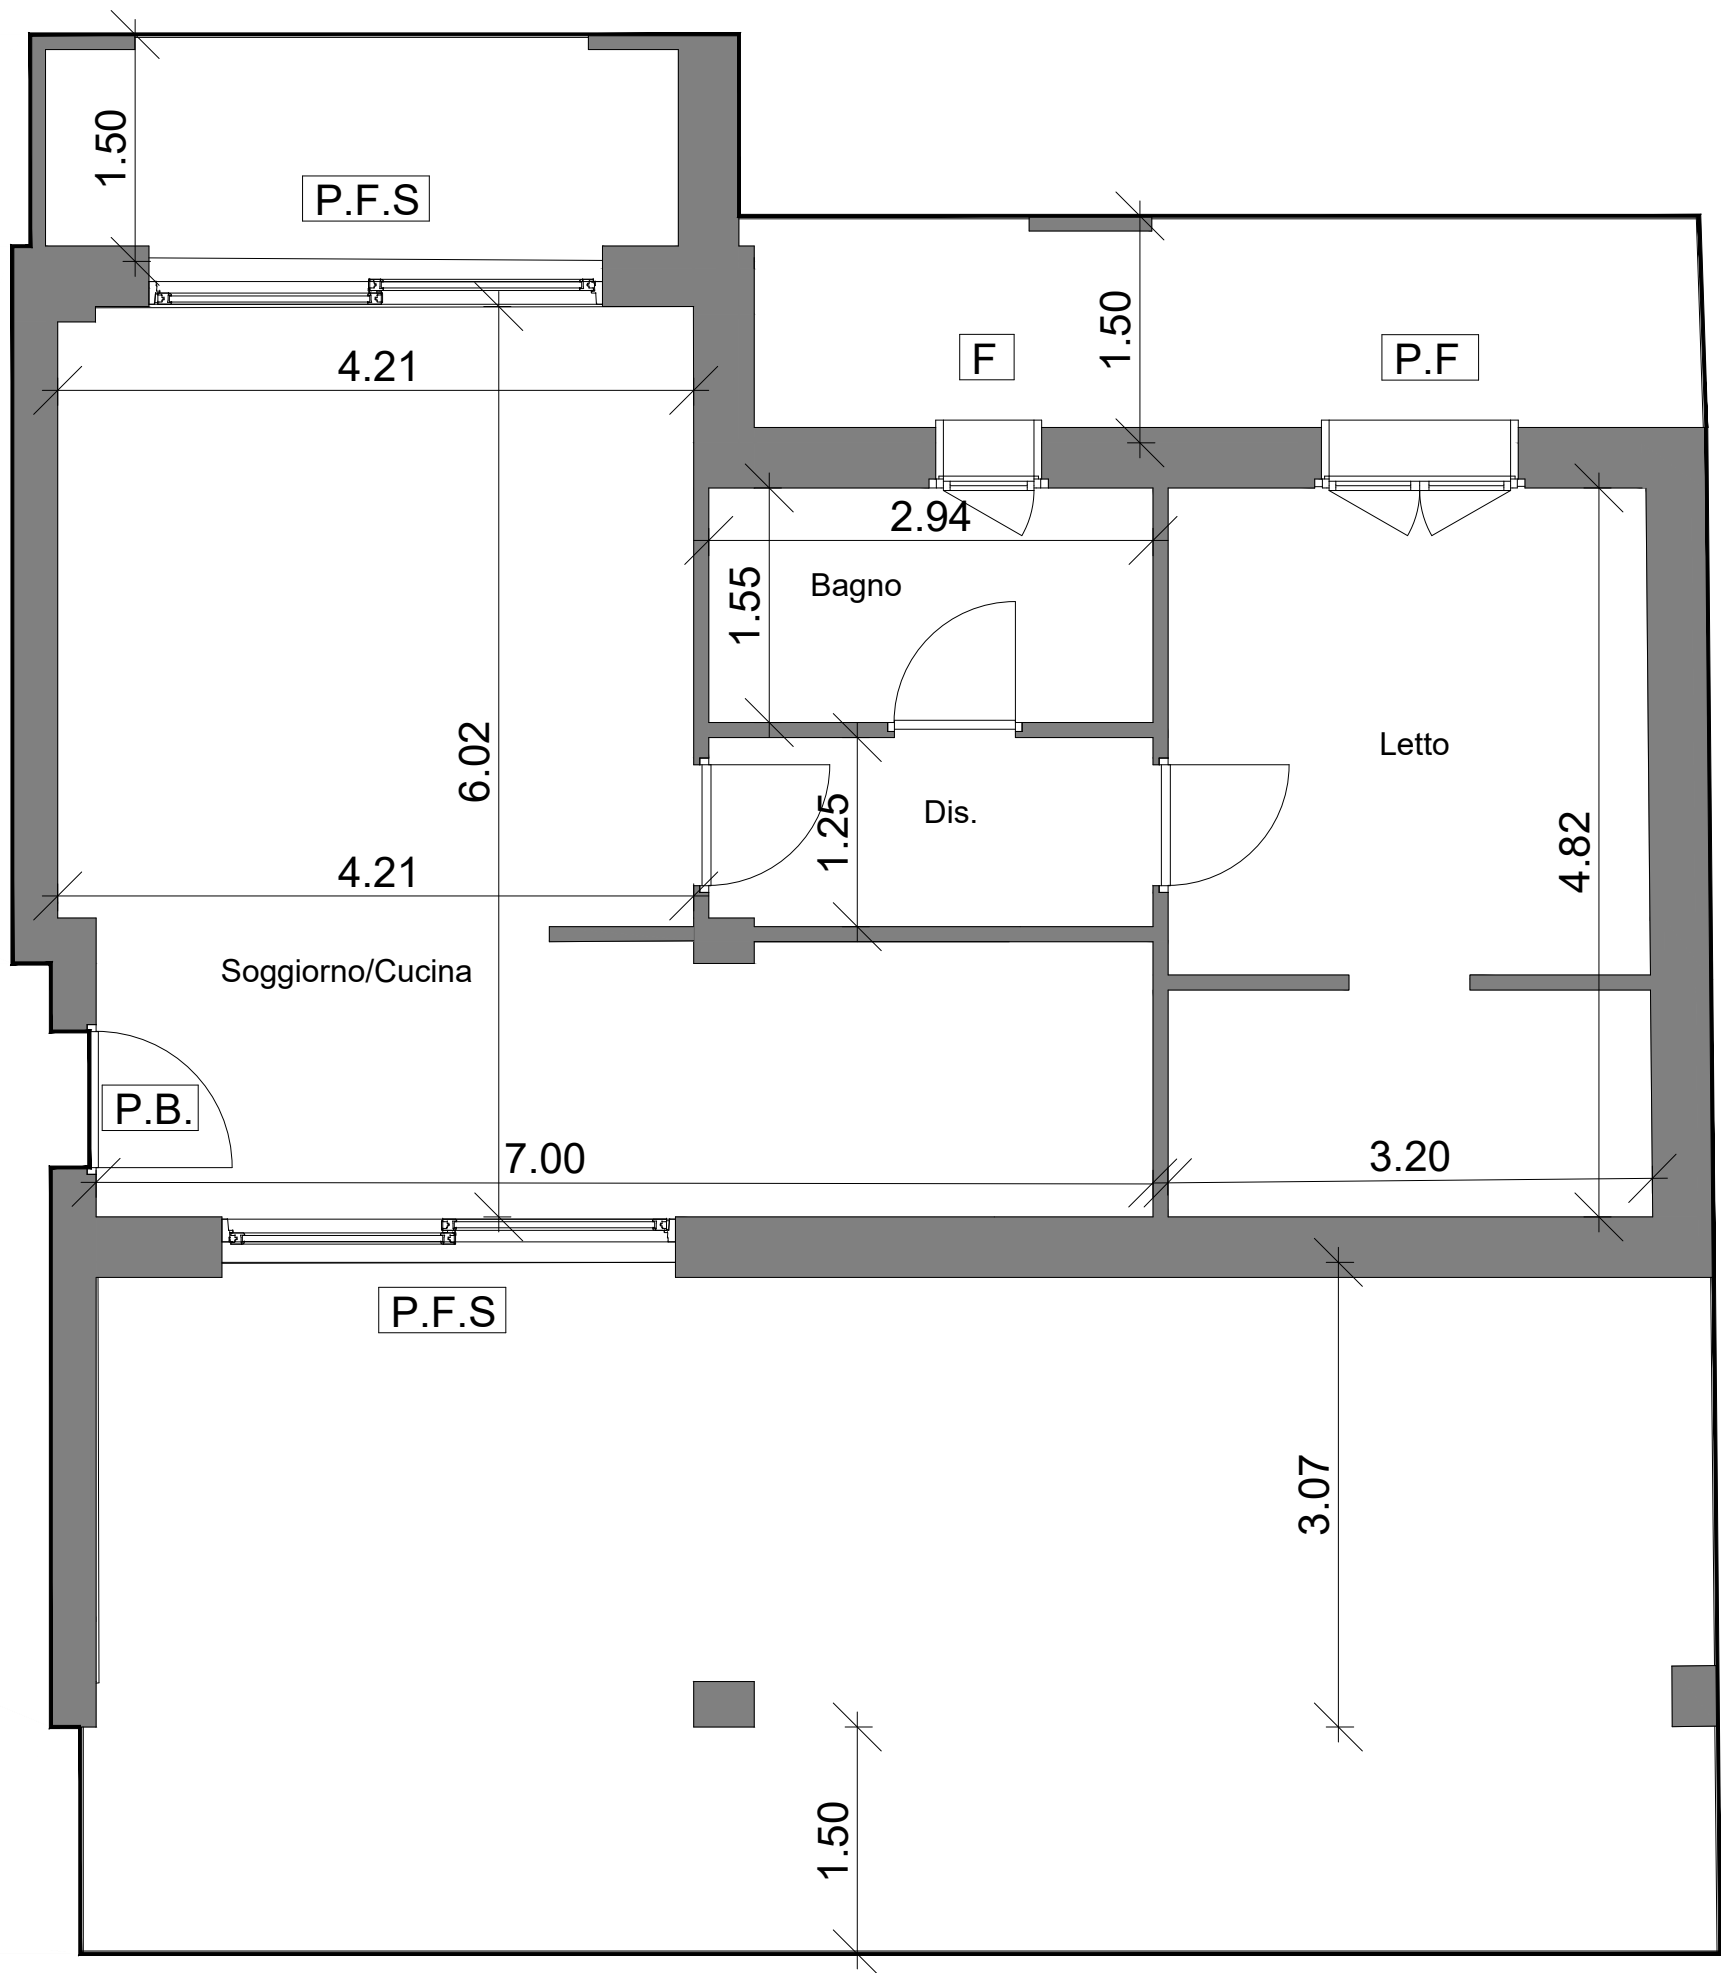 1.50
P.F.S
1.50
F
P.F
4.21
2.94
Bagno
1.55
6.02
Letto
Dis.
1.25
4.82
4.21
Soggiorno/Cucina
P.B.
7.00
3.20
P.F.S
3.07
1.50